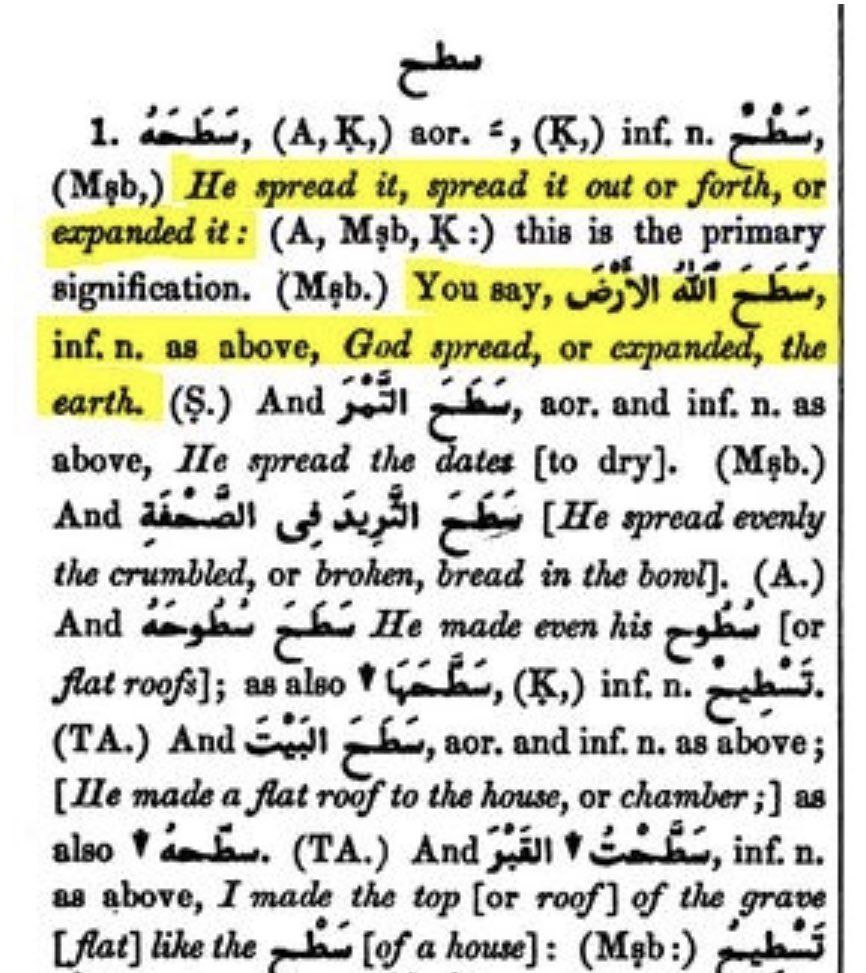 سطح
1. سَطَحَهُ, (A, Ḳ,) aor. ـَ, (Ḳ,) inf. n. سَطْحٌ,
(Mṣb,) He spread it, spread it out or forth, or
expanded it: (A, Mṣb, Ḳ:) this is the primary
signification. (Mṣb.) You say, سَطَحَ ٱللّٰهُ الأَرْضَ,
inf. n. as above, God spread, or expanded, the
earth. (Ṣ.) And سَطَحَ التَّمْرَ, aor. and inf. n. as
above, He spread the dates [to dry]. (Mṣb.)
And سَطَحَ الثَّرِيدَ فِى الصَّحْفَةِ [He spread evenly
the crumbled, or broken, bread in the bowl]. (A.)
And سَطَحَ سُطُوحَهُ He made even his سُطُوح [or
flat roofs]; as also ↓ سَطَّحَهَا, (Ḳ,) inf. n. تَسْطِيحٌ.
(TA.) And سَطَحَ البَيْتَ, aor. and inf. n. as above;
[He made a flat roof to the house, or chamber;] as
also ↓ سطّحهُ. (TA.) And سَطَّحْتُ ↓ القَبْرَ, inf. n.
as above, I made the top [or roof] of the grave
[flat] like the سَطْح [of a house]: (Mṣb:)